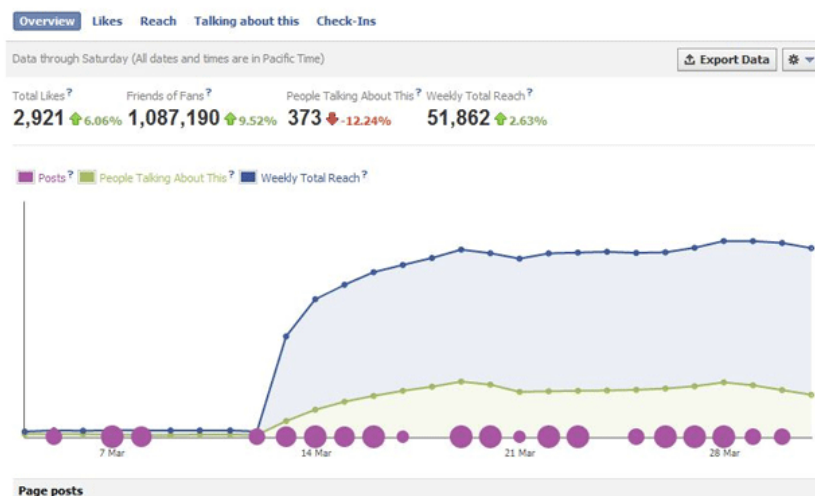 Overview Likes Reach Talking about this Check-Ins
Data through Saturday (All dates and times are in Pacific Time) Export Data
Total Likes? Friends of Fans? People Talking About This? Weekly Total Reach?
2,921 6.06% 1,087,190 9.52% 373 -12.24% 51,862 2.63%
Posts? People Talking About This? Weekly Total Reach?
7 Mar 14 Mar 21 Mar 28 Mar
Page posts